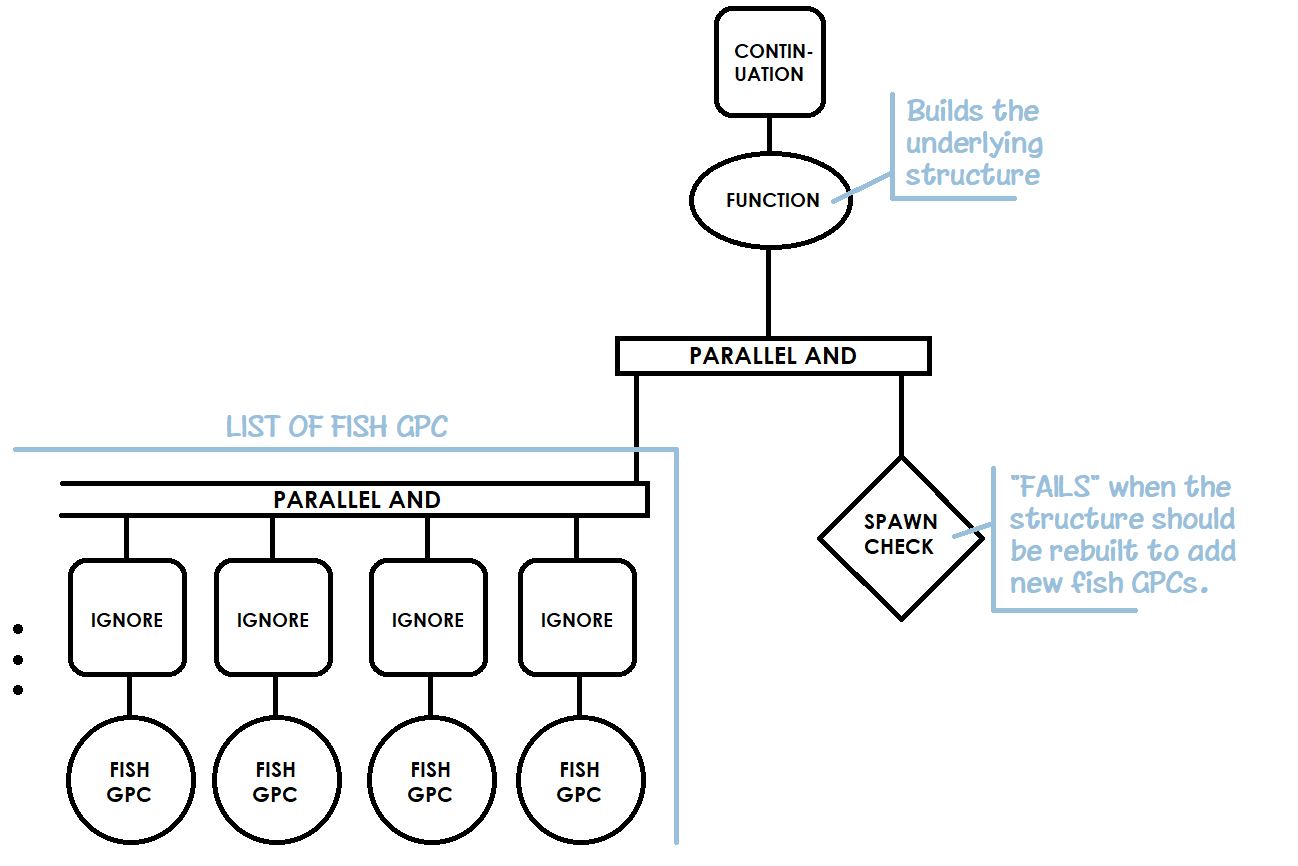 CONTIN-
UATION
Builds the
underlying
structure
FUNCTION
PARALLEL AND
LIST OF FISH GPC
PARALLEL AND
"FAILS" when the
structure should
be rebuilt to add
new fish GPCs.
SPAWN
CHECK
IGNORE
IGNORE
IGNORE
IGNORE
FISH
GPC
FISH
GPC
FISH
GPC
FISH
GPC